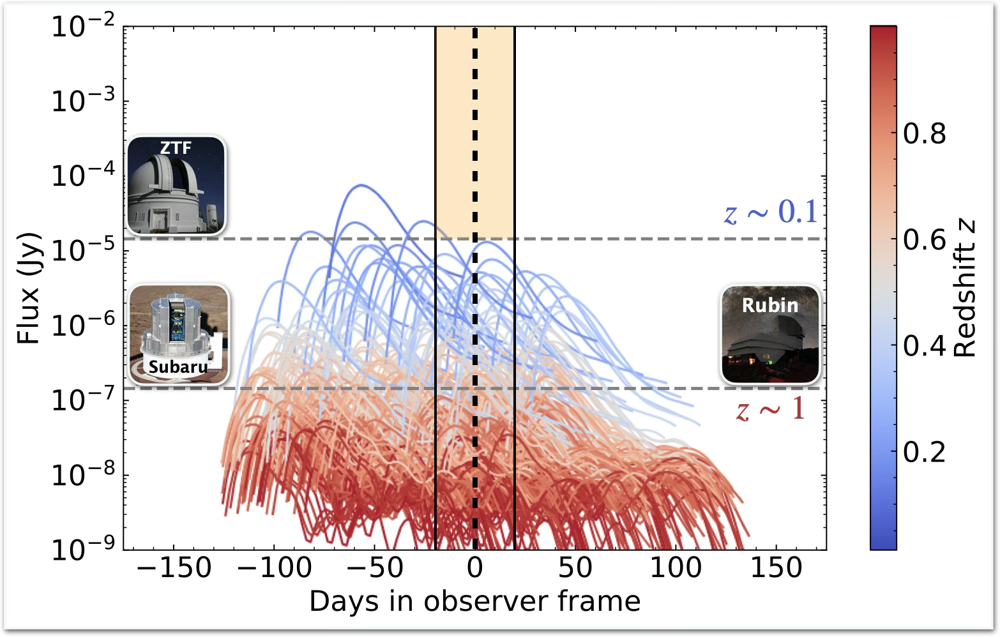 10⁻²
10⁻³
10⁻⁴
10⁻⁵
10⁻⁶
10⁻⁷
10⁻⁸
10⁻⁹
Flux (Jy)
ZTF
Subaru
z ~ 0.1
Rubin
z ~ 1
−150 −100 −50 0 50 100 150
Days in observer frame
0.8
0.6
0.4
0.2
Redshift z